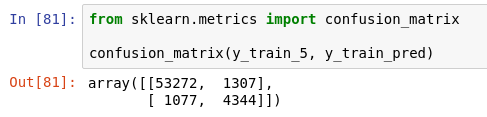 In [81]: from sklearn.metrics import confusion_matrix
confusion_matrix(y_train_5, y_train_pred)
Out[81]: array([[53272,  1307],
       [ 1077,  4344]])